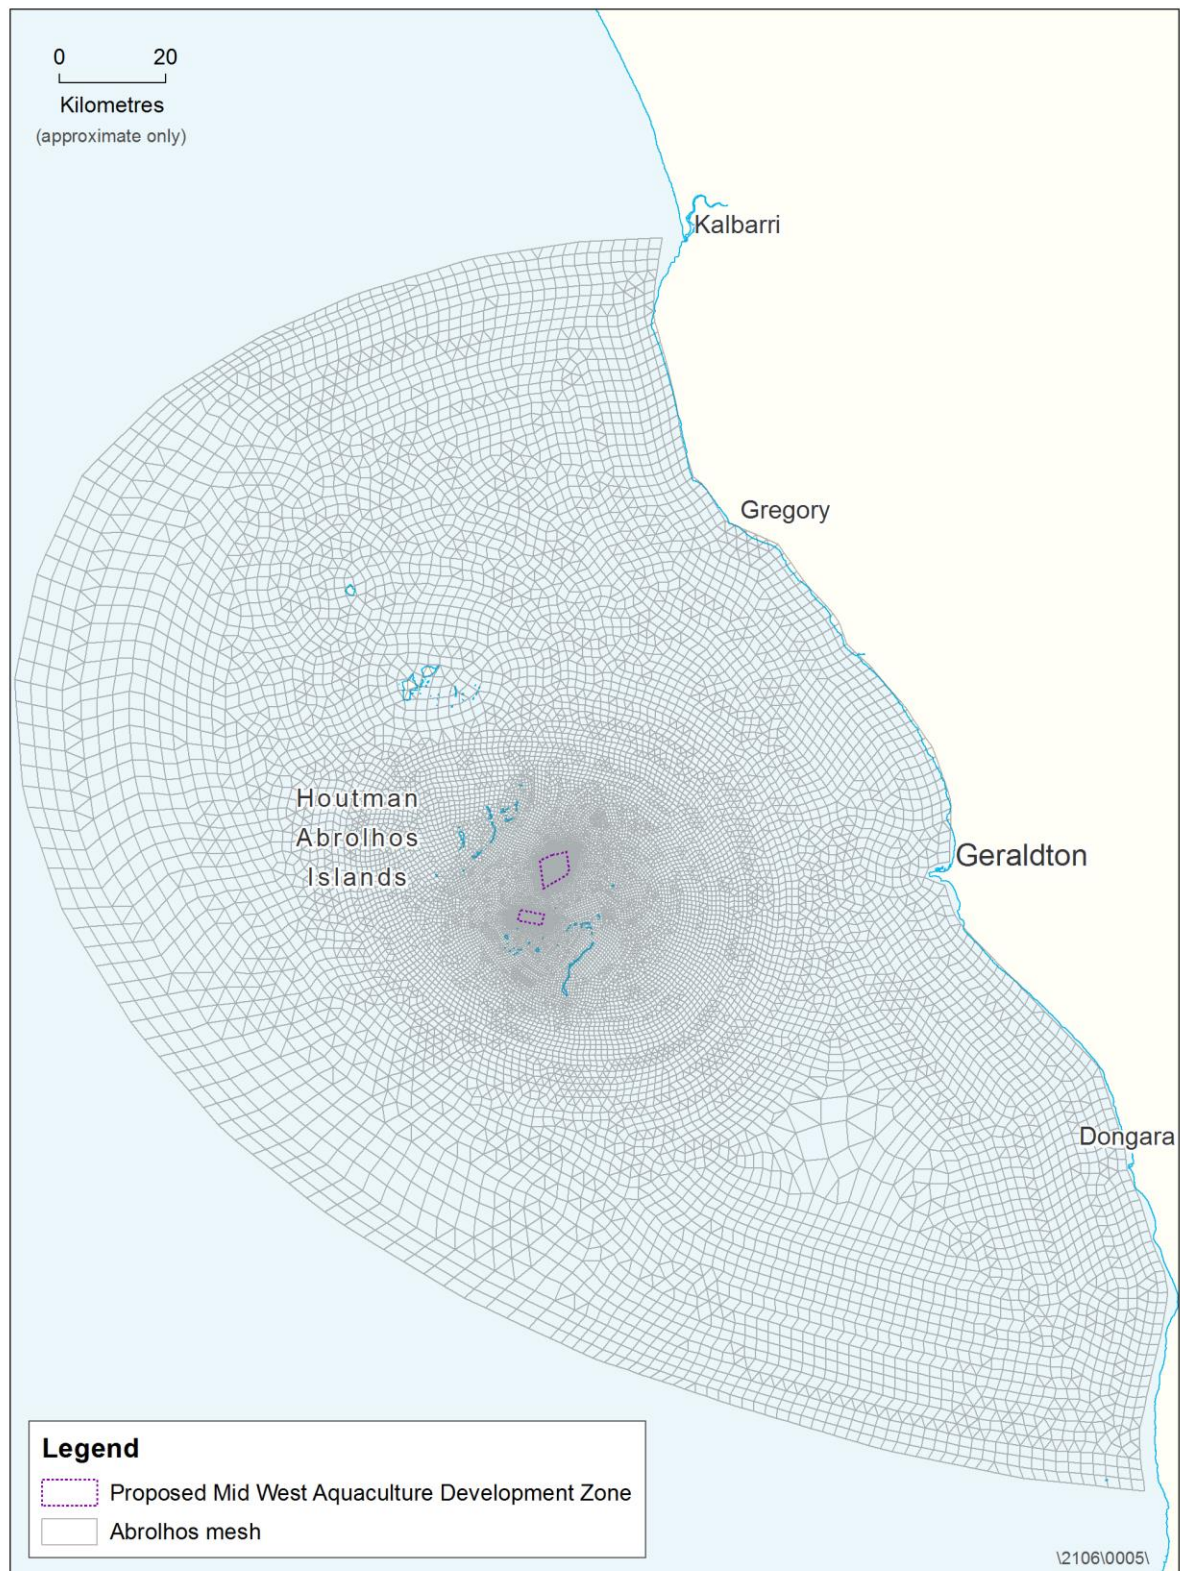 0 20
Kilometres
(approximate only)
Kalbarri
Gregory
Houtman
Abrolhos
Islands
Geraldton
Dongara
Legend
Proposed Mid West Aquaculture Development Zone
Abrolhos mesh
\2106\0005\